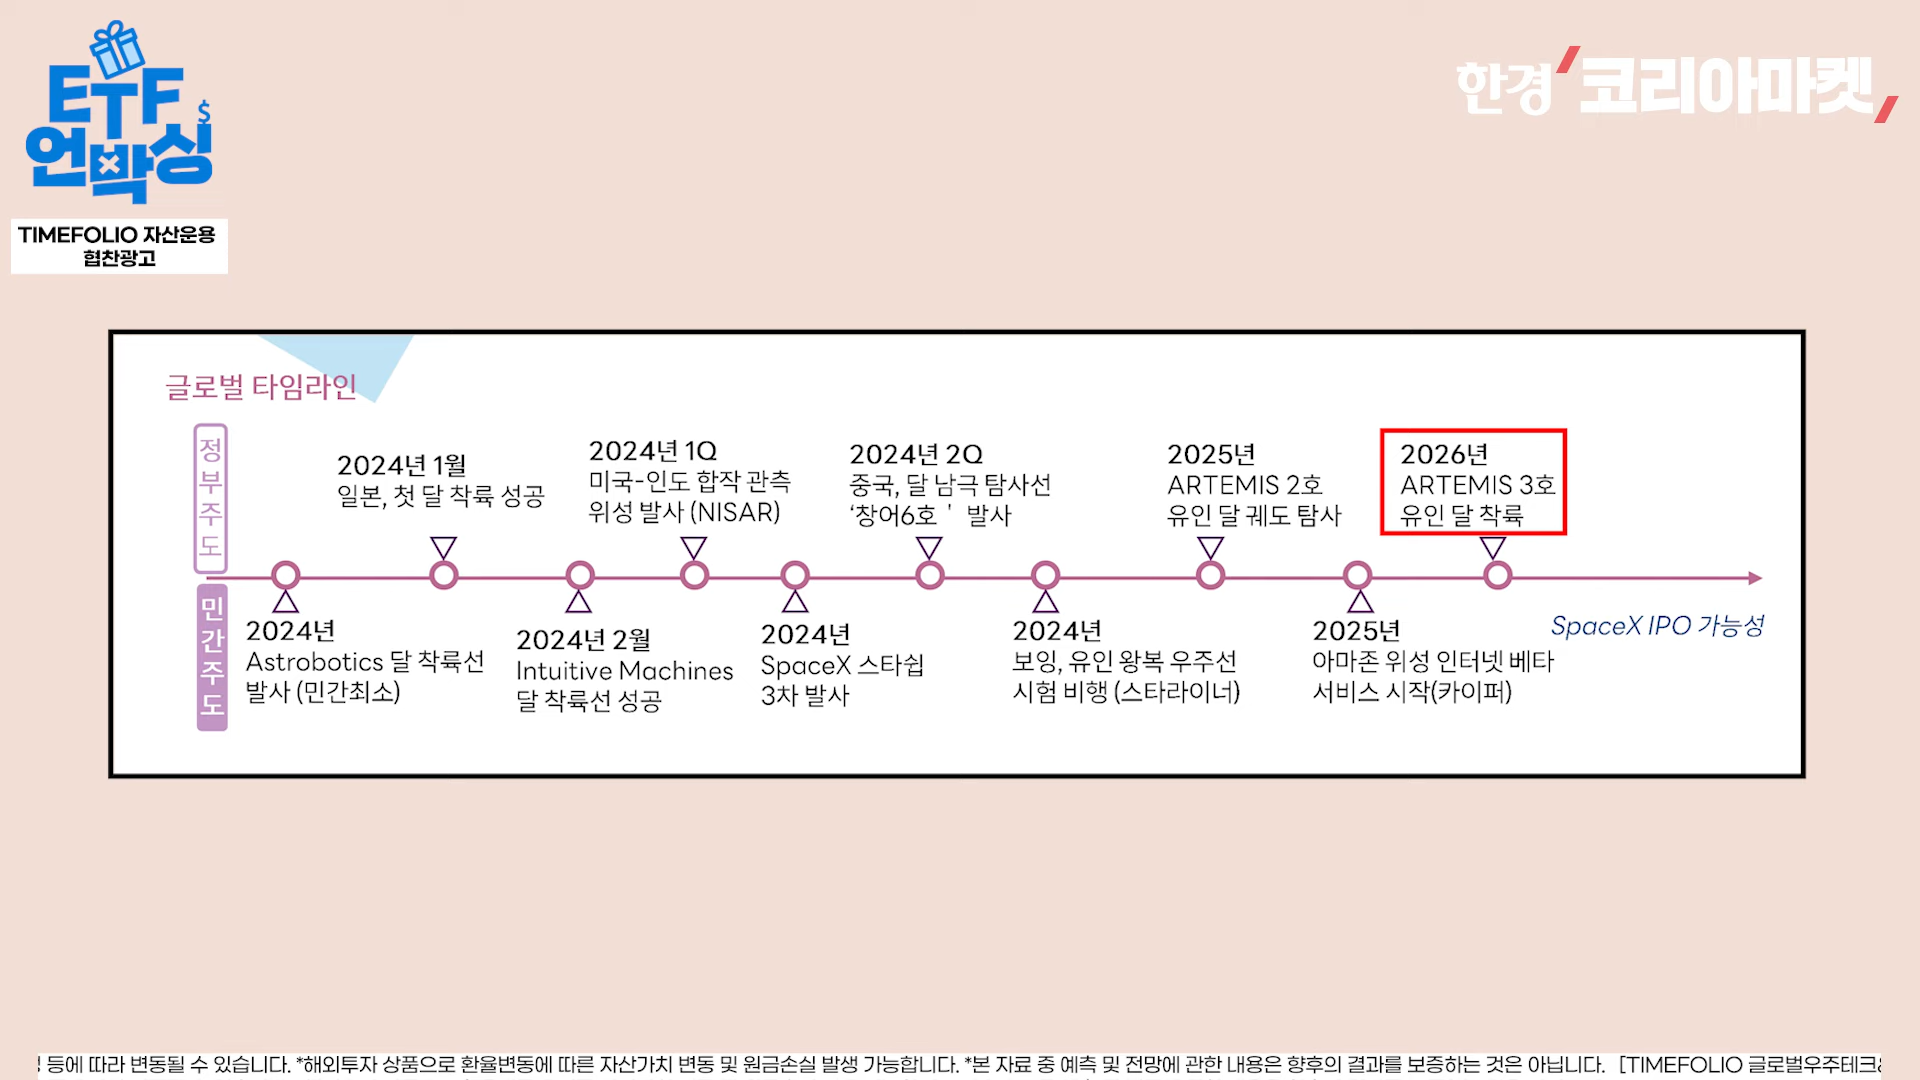 ETF
언박싱
$
TIMEFOLIO 자산운용
협찬광고
한경 코리아마켓
글로벌 타임라인
정부주도
2024년 1월
일본, 첫 달 착륙 성공
2024년 1Q
미국-인도 합작 관측
위성 발사 (NISAR)
2024년 2Q
중국, 달 남극 탐사선
‘창어6호＇ 발사
2025년
ARTEMIS 2호
유인 달 궤도 탐사
2026년
ARTEMIS 3호
유인 달 착륙
민간주도
2024년
Astrobotics 달 착륙선
발사 (민간최소)
2024년 2월
Intuitive Machines
달 착륙선 성공
2024년
SpaceX 스타쉽
3차 발사
2024년
보잉, 유인 왕복 우주선
시험 비행 (스타라이너)
2025년
아마존 위성 인터넷 베타
서비스 시작(카이퍼)
SpaceX IPO 가능성
등에 따라 변동될 수 있습니다. *해외투자 상품으로 환율변동에 따른 자산가치 변동 및 원금손실 발생 가능합니다. *본 자료 중 예측 및 전망에 관한 내용은 향후의 결과를 보증하는 것은 아닙니다. [TIMEFOLIO 글로벌우주테크&